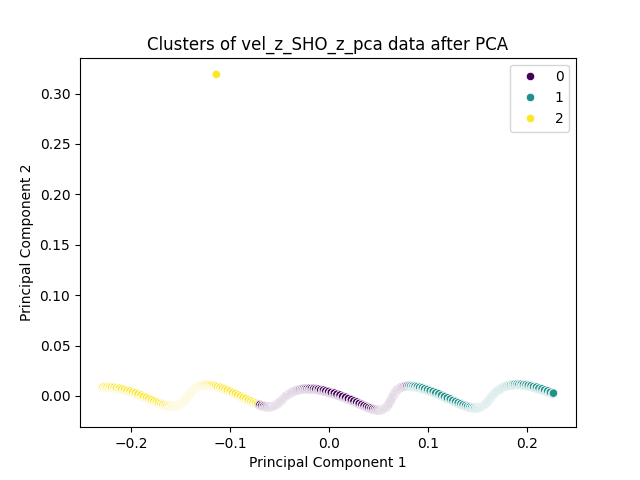 Clusters of vel_z_SHO_z_pca data after PCA
0
1
2
0.30
0.25
0.20
0.15
0.10
0.05
0.00
Principal Component 2
−0.2 −0.1 0.0 0.1 0.2
Principal Component 1